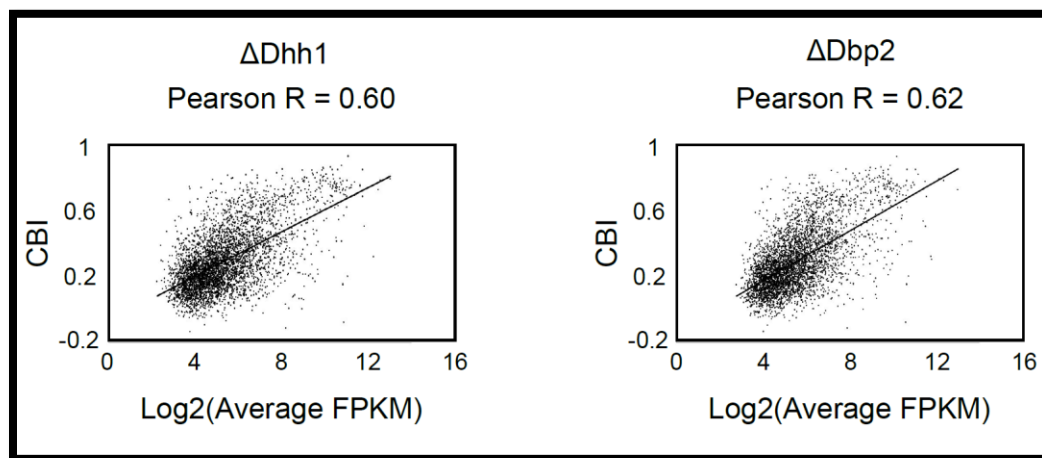 ΔDhh1
Pearson R = 0.60
1
0.6
0.2
-0.2
CBI
0 4 8 12 16
Log2(Average FPKM)
ΔDbp2
Pearson R = 0.62
1
0.6
0.2
-0.2
CBI
0 4 8 12 16
Log2(Average FPKM)